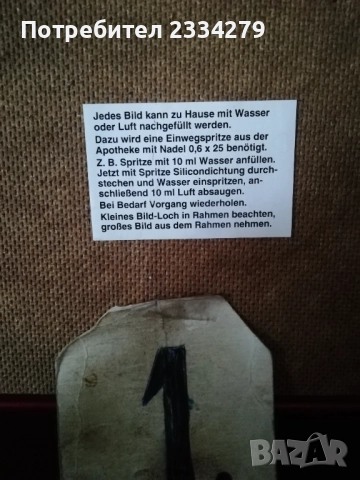 Потребител 2334279
Jedes Bild kann zu Hause mit Wasser
oder Luft nachgefüllt werden.
Dazu wird eine Einwegspritze aus der
Apotheke mit Nadel 0,6 x 25 benötigt.
Z. B. Spritze mit 10 ml Wasser anfüllen.
Jetzt mit Spritze Silicondichtung durch-
stechen und Wasser einspritzen, an-
schließend 10 ml Luft absaugen.
Bei Bedarf Vorgang wiederholen.
Kleines Bild-Loch in Rahmen beachten,
großes Bild aus dem Rahmen nehmen.
1
BAZAR